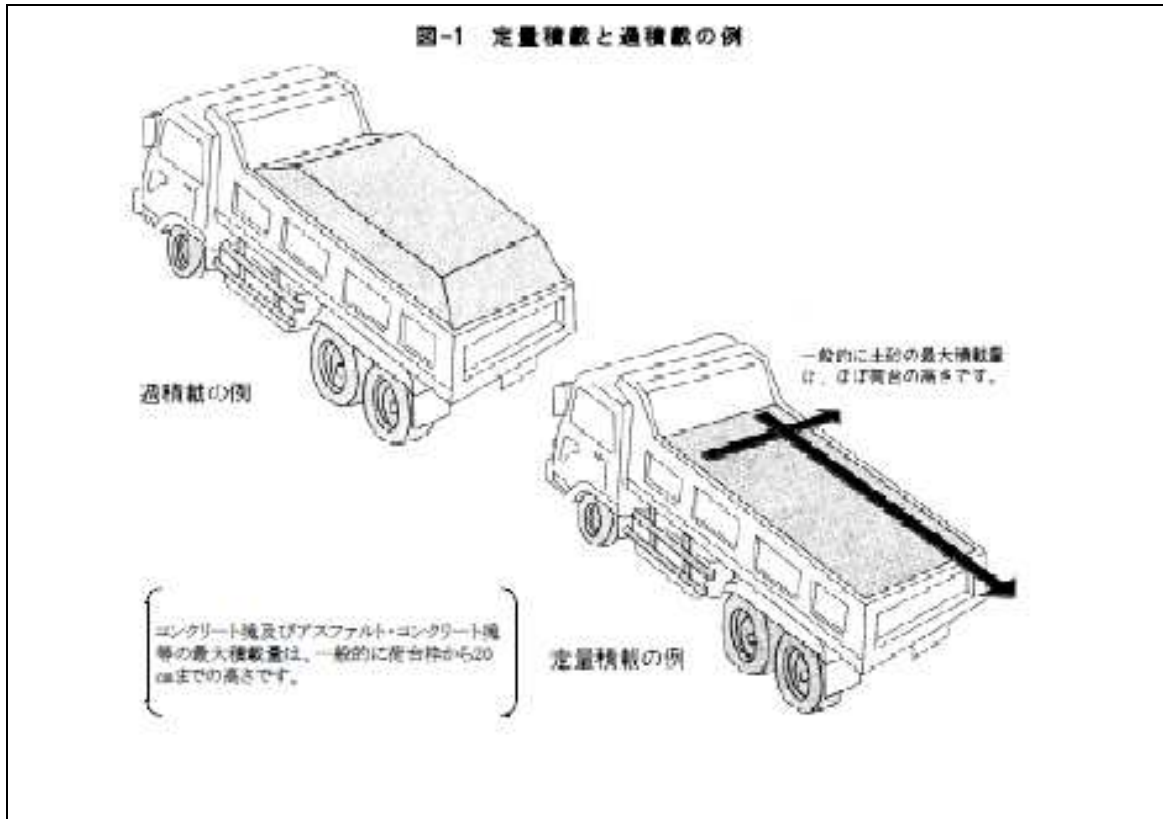 図-1 定量積載と過積載の例
過積載の例
一般的に土砂の最大積載量
は、ほぼ荷台の高さです。
コンクリート塊及びアスファルト・コンクリート塊
等の最大積載量は、一般的に荷台枠から20
㎝までの高さです。
定量積載の例